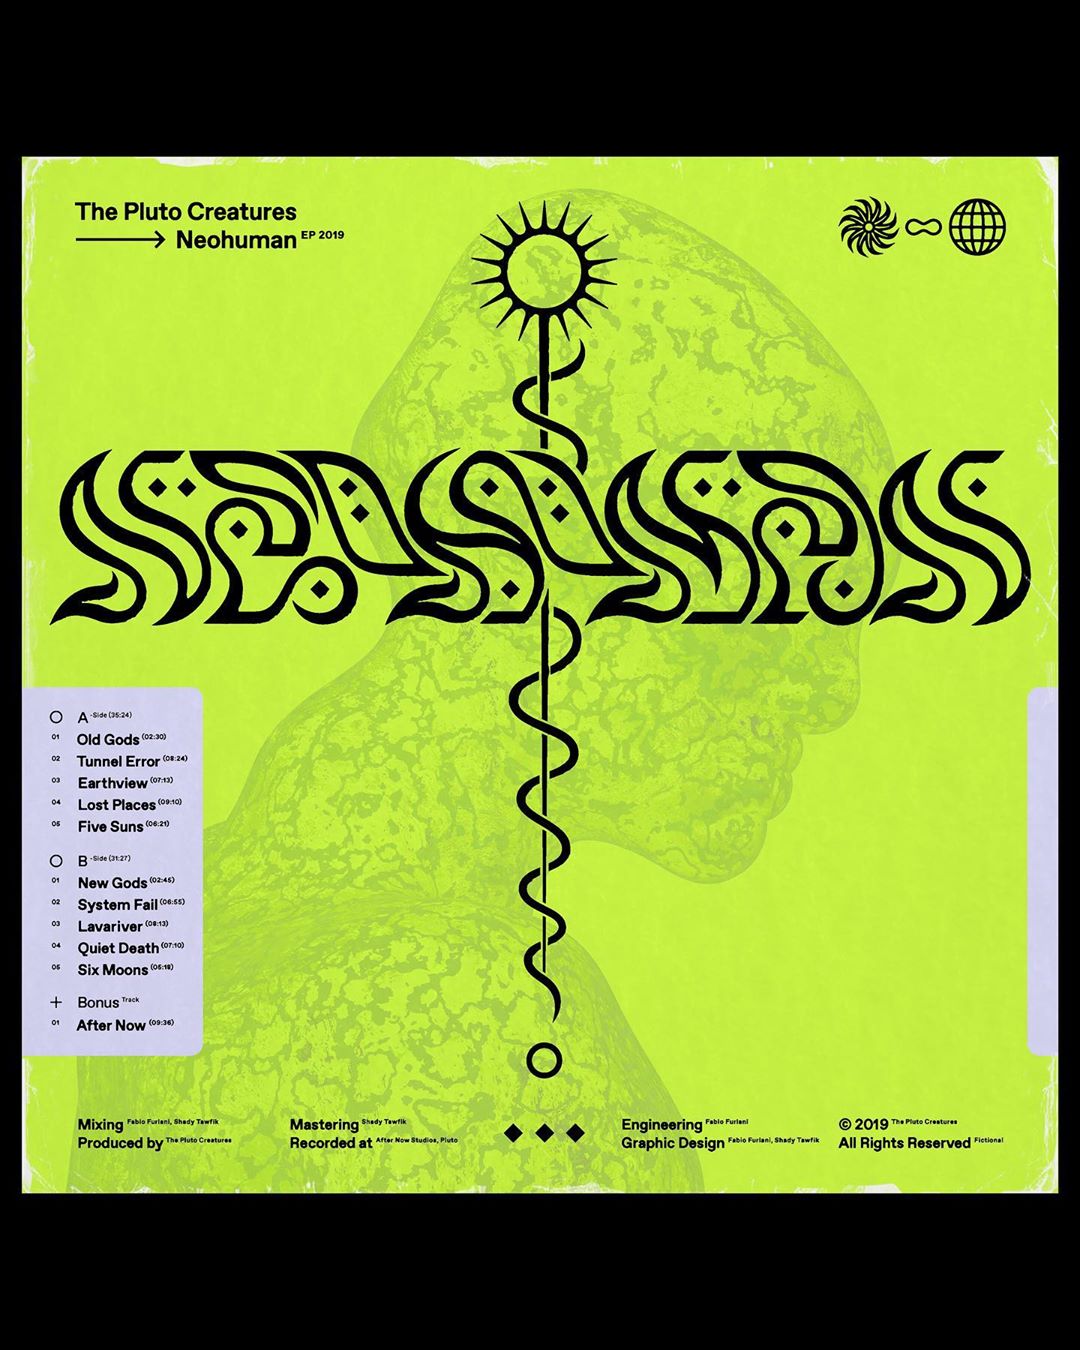 The Pluto Creatures
Neohuman EP 2019
NEOHUMAN
A -Side (35:24)
01 Old Gods (02:30)
02 Tunnel Error (08:24)
03 Earthview (07:13)
04 Lost Places (09:10)
05 Five Suns (06:21)
B -Side (31:27)
01 New Gods (02:45)
02 System Fail (06:55)
03 Lavariver (08:13)
04 Quiet Death (07:10)
05 Six Moons (05:18)
Bonus Track
01 After Now (09:36)
Mixing Fabio Furlani, Shady Tawfik
Produced by The Pluto Creatures
Mastering Shady Tawfik
Recorded at After Now Studios, Pluto
Engineering Fabio Furlani
Graphic Design Fabio Furlani, Shady Tawfik
© 2019 The Pluto Creatures
All Rights Reserved Fictional